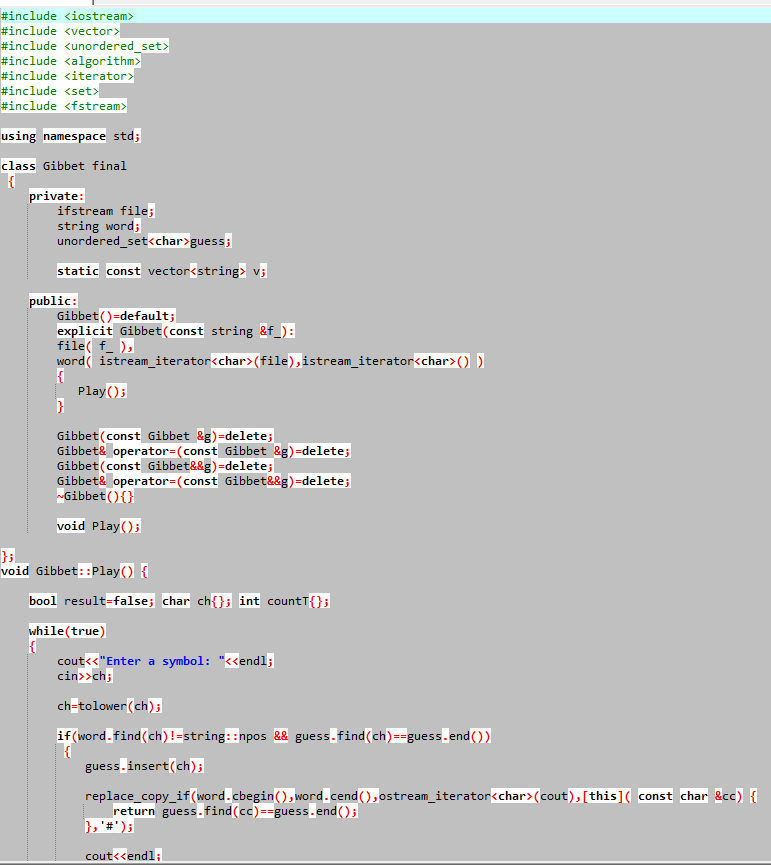 #include <iostream>
#include <vector>
#include <unordered_set>
#include <algorithm>
#include <iterator>
#include <set>
#include <fstream>
using namespace std;
class Gibbet final
{
private:
ifstream file;
string word;
unordered_set<char>guess;
static const vector<string> v;
public:
Gibbet()=default;
explicit Gibbet(const string &f_):
file( f_ ),
word( istream_iterator<char>(file),istream_iterator<char>() )
{
Play();
}
Gibbet(const Gibbet &g)=delete;
Gibbet& operator=(const Gibbet &g)=delete;
Gibbet(const Gibbet&&g)=delete;
Gibbet& operator=(const Gibbet&&g)=delete;
~Gibbet(){}
void Play();
};
void Gibbet::Play() {
bool result=false; char ch{}; int countT{};
while(true)
{
cout<<"Enter a symbol: "<<endl;
cin>>ch;
ch=tolower(ch);
if(word.find(ch)!=string::npos && guess.find(ch)==guess.end())
{
guess.insert(ch);
replace_copy_if(word.cbegin(),word.cend(),ostream_iterator<char>(cout),[this]( const char &cc) {
return guess.find(cc)==guess.end();
},'#');
cout<<endl;